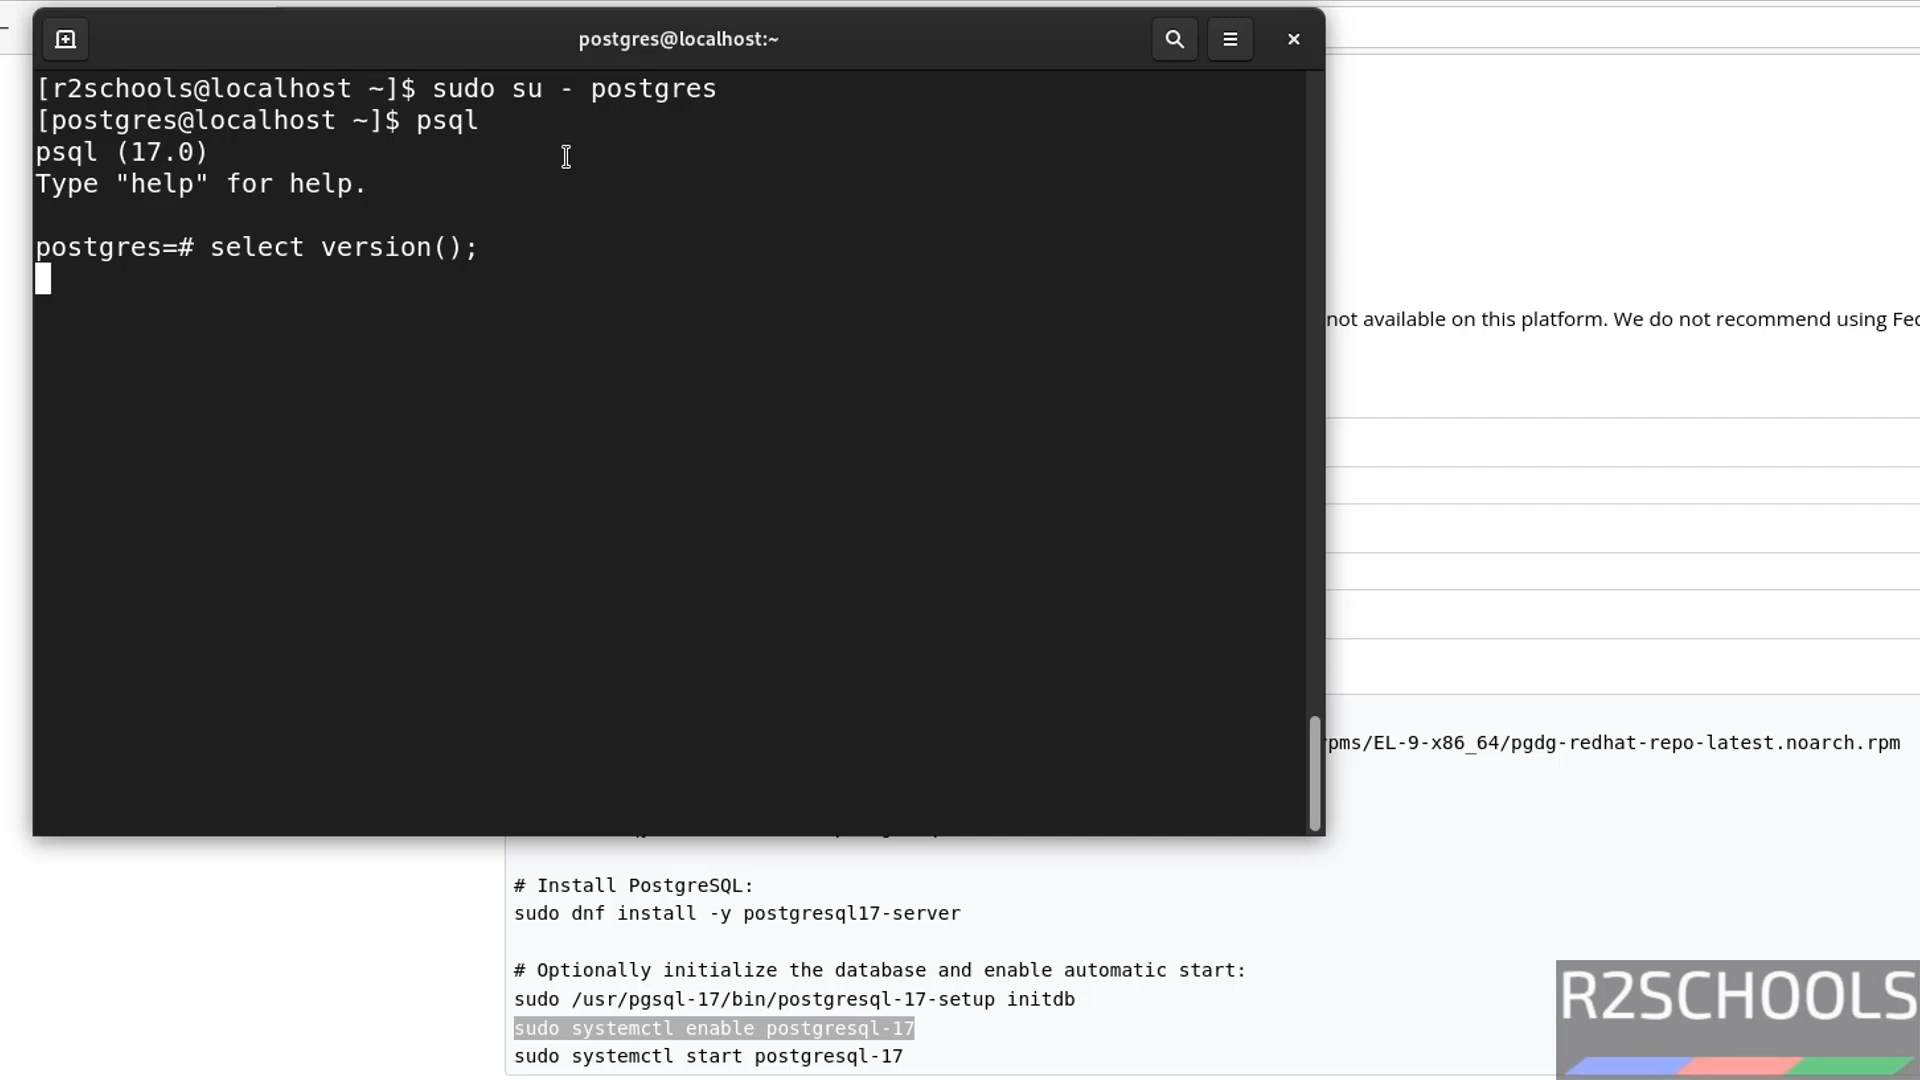 postgres@localhost:~
[r2schools@localhost ~]$ sudo su - postgres
[postgres@localhost ~]$ psql
psql (17.0)
Type "help" for help.
postgres=# select version();
not available on this platform. We do not recommend using Fe
rpms/EL-9-x86_64/pgdg-redhat-repo-latest.noarch.rpm
# Install PostgreSQL:
sudo dnf install -y postgresql17-server
# Optionally initialize the database and enable automatic start:
sudo /usr/pgsql-17/bin/postgresql-17-setup initdb
sudo systemctl enable postgresql-17
sudo systemctl start postgresql-17
R2SCHOOLS